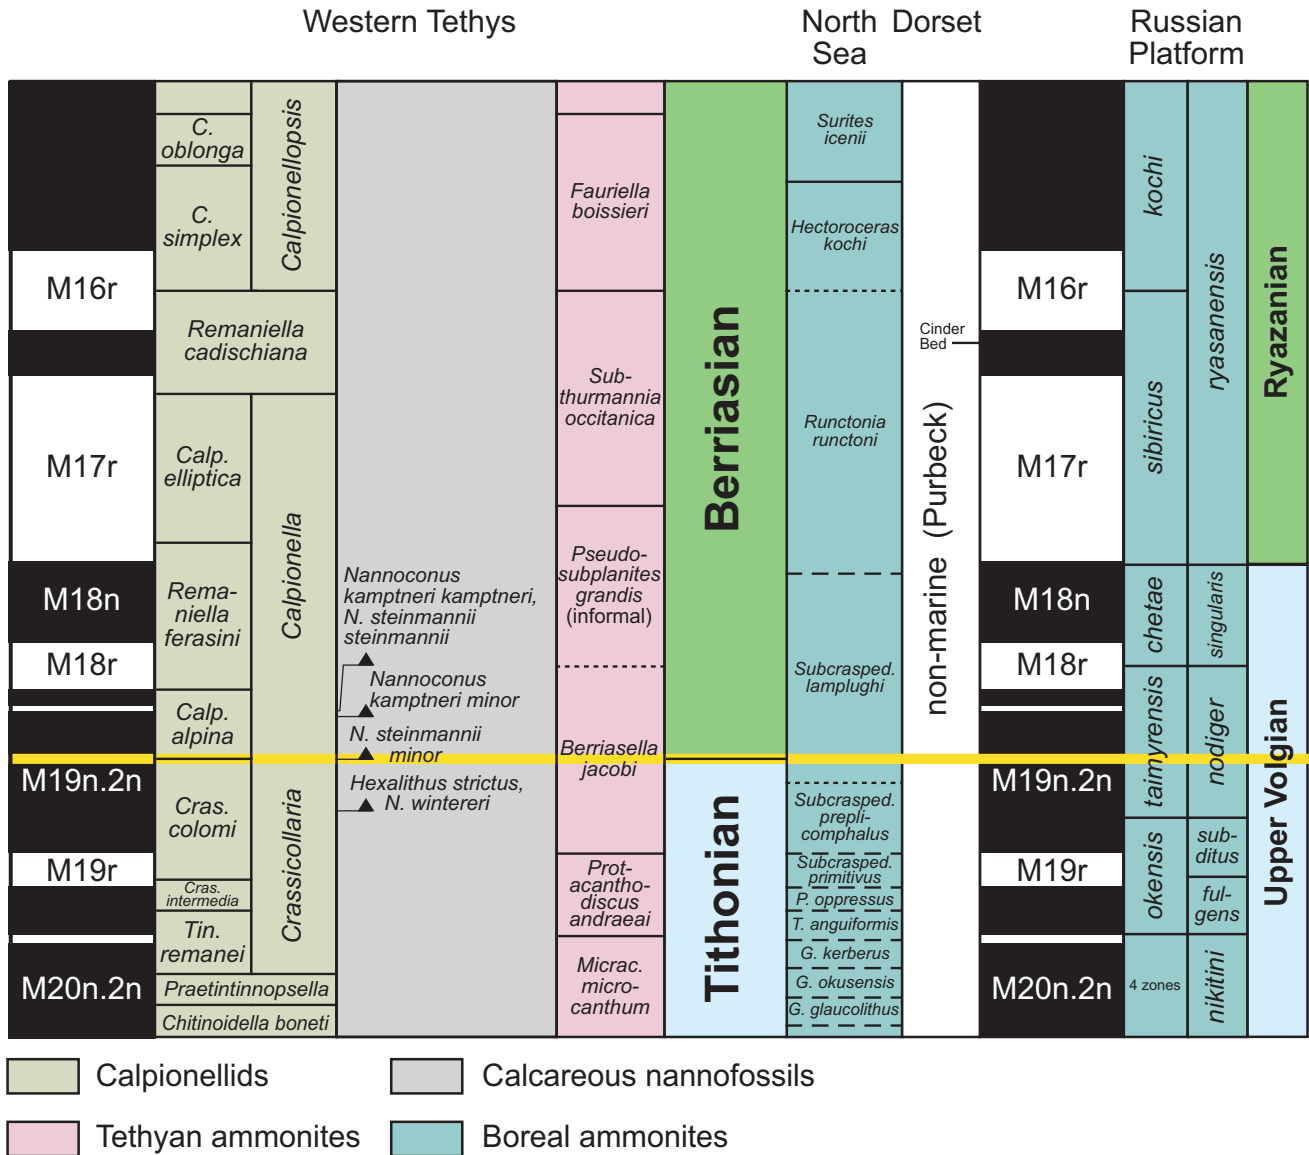 Western Tethys
North
Sea
Dorset
Russian
Platform
M16r
M17r
M18n
M18r
M19n.2n
M19r
M20n.2n
C.
oblonga
C.
simplex
Calpionellopsis
Remaniella
cadischiana
Calp.
elliptica
Rema-
niella
ferasini
Calp.
alpina
Calpionella
Cras.
colomi
Cras.
intermedia
Tin.
remanei
Crassicollaria
Praetintinnopsella
Chitinoidella boneti
Nannoconus
kamptneri kamptneri,
N. steinmannii
steinmannii
Nannoconus
kamptneri minor
N. steinmannii
minor
Hexalithus strictus,
N. wintereri
Fauriella
boissieri
Sub-
thurmannia
occitanica
Pseudo-
subplanites
grandis
(informal)
Berriasella
jacobi
Prot-
acantho-
discus
andraeai
Micrac.
micro-
canthum
Berriasian
Tithonian
Surites
icenii
Hectoroceras
kochi
Runctonia
runctoni
Subcrasped.
lamplughi
Subcrasped.
prepli-
comphalus
Subcrasped.
primitivus
P. oppressus
T. anguiformis
G. kerberus
G. okusensis
G. glaucolithus
Cinder
Bed
non-marine (Purbeck)
M16r
M17r
M18n
M18r
M19n.2n
M19r
M20n.2n
kochi
sibiricus
chetae
taimyrensis
okensis
4 zones
ryasanensis
singularis
nodiger
sub-
ditus
ful-
gens
nikitini
Ryazanian
Upper Volgian
Calpionellids
Calcareous nannofossils
Tethyan ammonites
Boreal ammonites